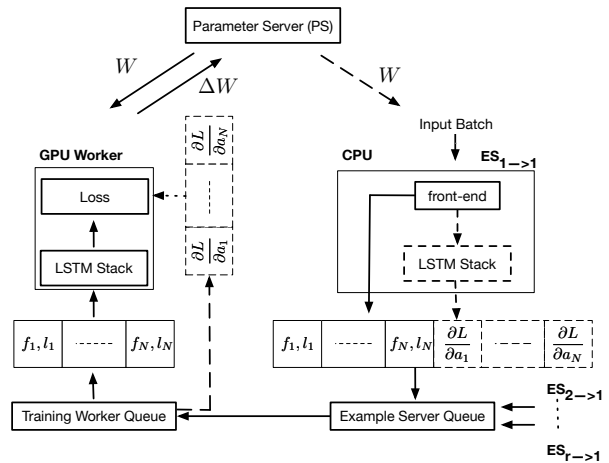 Parameter Server (PS)
W
ΔW
W
Input Batch
GPU Worker
CPU
ES1—>1
Loss
∂L/∂aN
front-end
LSTM Stack
∂L/∂a1
LSTM Stack
f1, l1
fN, lN
f1, l1
fN, lN
∂L/∂a1
∂L/∂aN
Training Worker Queue
Example Server Queue
ES2—>1
ESr—>1